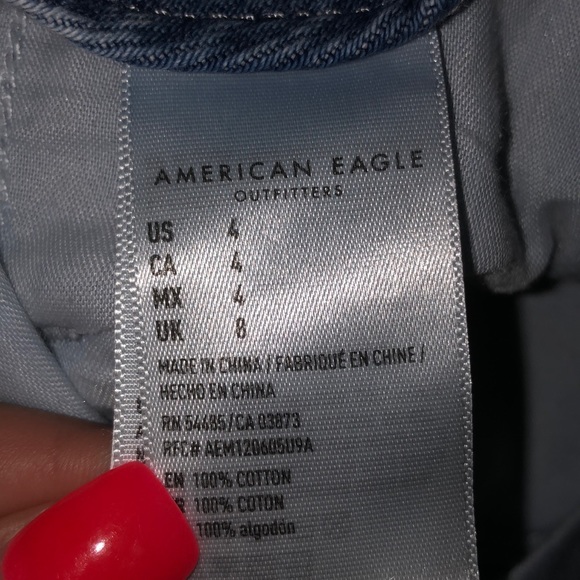 AMERICAN EAGLE
OUTFITTERS
US 4
CA 4
MX 4
UK 8
MADE IN CHINA / FABRIQUÉ EN CHINE /
HECHO EN CHINA
RN 54485/CA 03873
RFC# AEM120605U9A
EN 100% COTTON
100% COTON
100% algodón